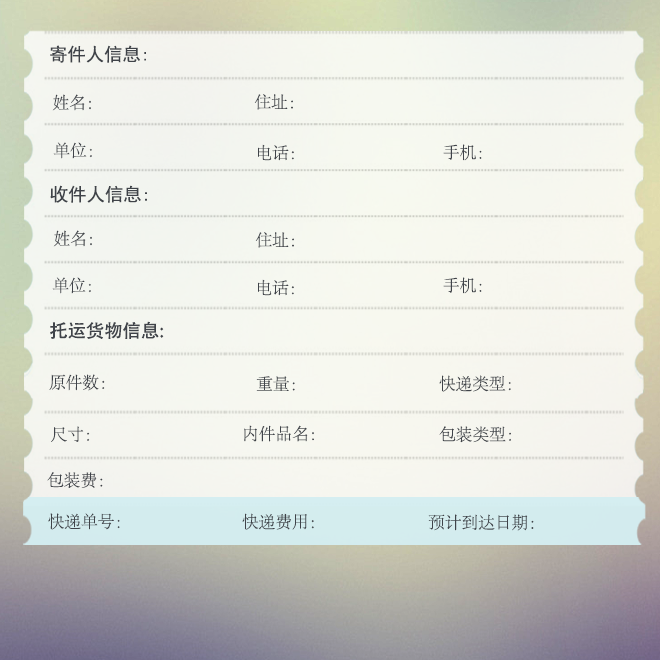 寄件人信息:
姓名: 住址:
单位: 电话: 手机:
收件人信息:
姓名: 住址:
单位: 电话: 手机:
托运货物信息:
原件数: 重量: 快递类型:
尺寸: 内件品名: 包装类型:
包装费:
快递单号: 快递费用: 预计到达日期: